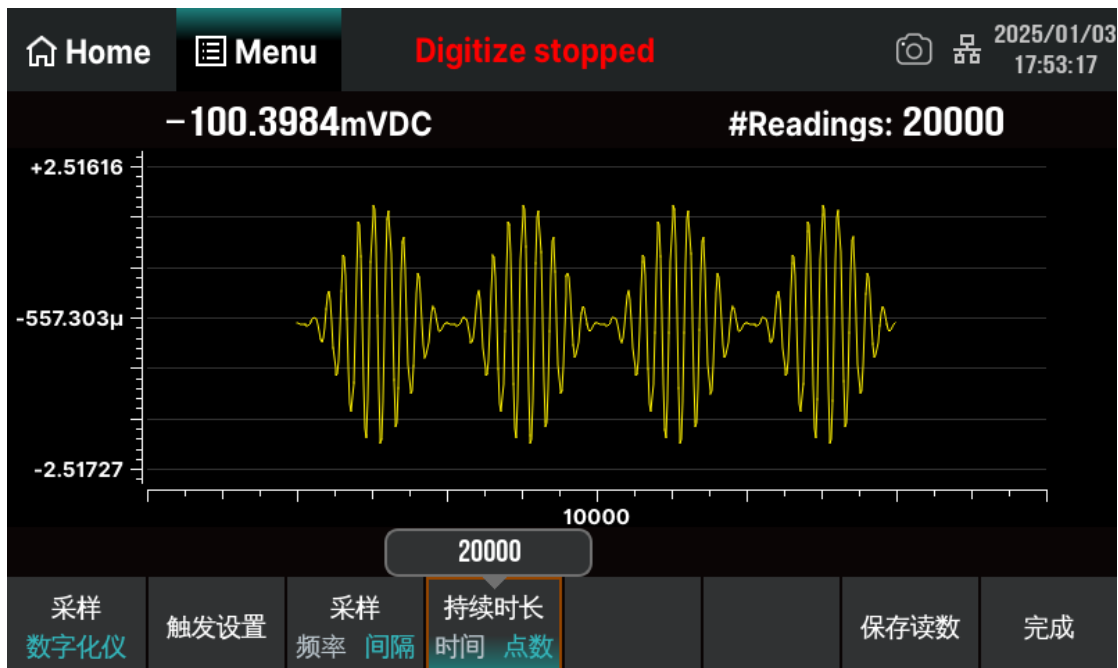 Home Menu Digitize stopped 2025/01/03
17:53:17
-100.3984mVDC #Readings: 20000
+2.51616
-557.303µ
-2.51727
10000
20000
采样 触发设置 采样 持续时长 保存读数 完成
数字化仪 频率 间隔 时间 点数